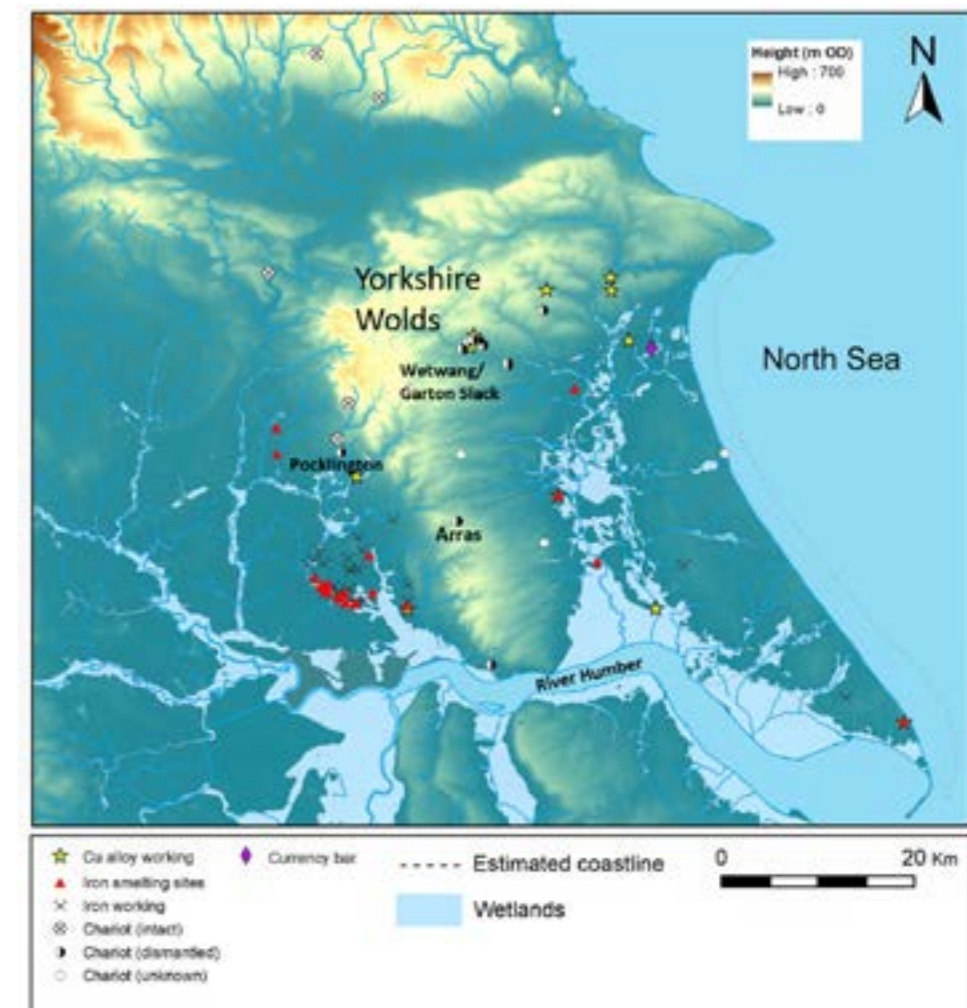 Height (m OD)
High : 700
Low : 0
N
Yorkshire
Wolds
North Sea
Wetwang/
Garton Slack
Pocklington
Arras
River Humber
Cu alloy working
Iron smelting sites
Iron working
Chariot (intact)
Chariot (dismantled)
Chariot (unknown)
Currency bar
Estimated coastline
Wetlands
0 20 Km